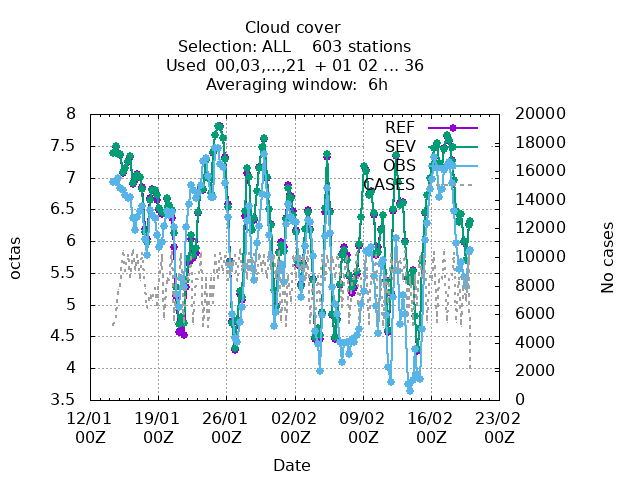 Cloud cover
Selection: ALL    603 stations
Used  00,03,...,21  + 01 02 ... 36
Averaging window:  6h
8 20000
7.5 18000
7 16000
6.5 14000
6 12000
5.5 10000
5 8000
4.5 6000
4 4000
2000
3.5 0
REF
SEV
OBS
CASES
octas
No cases
12/01 19/01 26/01 02/02 09/02 16/02 23/02
00Z 00Z 00Z 00Z 00Z 00Z 00Z
Date